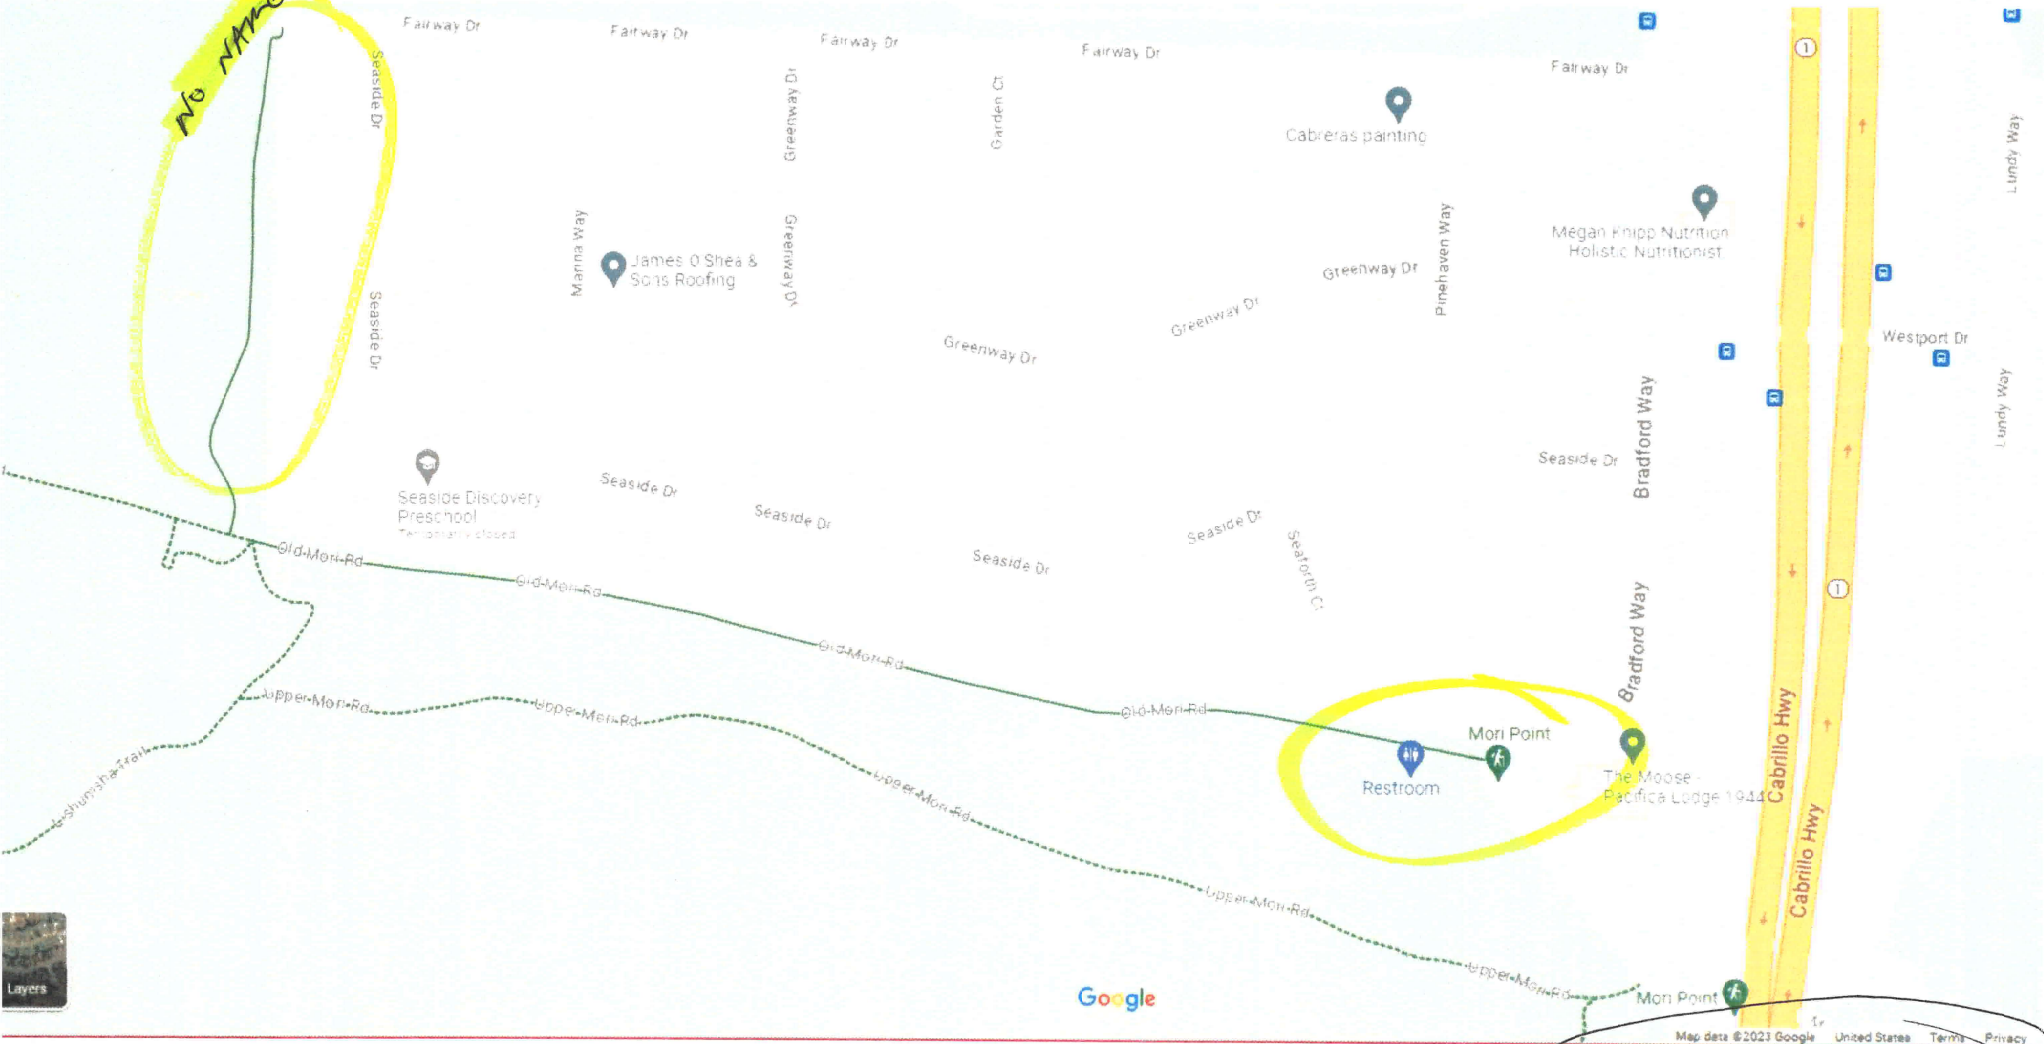 NO NAME
Fairway Dr
Fairway Dr
Fairway Dr
Fairway Dr
Fairway Dr
1
Seaside Dr
Greenway Dr
Garden Ct
Cabreras painting
Lundy Way
Marina Way
James O Shea &
Sons Roofing
Greenway Dr
Greenway Dr
Pinehaven Way
Megan Knipp Nutrition
Holistic Nutritionist
Seaside Dr
Greenway Dr
Greenway Dr
Westport Dr
Lundy Way
Bradford Way
Seaside Dr
Seaside Discovery
Preschool
Temporarily closed
Seaside Dr
Seaside Dr
Seaside Dr
Seaside Dr
Seaforth Ct
Old Mori Rd
Old Mori Rd
Old Mori Rd
Old Mori Rd
1
Bradford Way
Upper Mori Rd
Upper Mori Rd
Upper Mori Rd
Upper Mori Rd
Upper Mori Rd
Mori Point
Restroom
The Moose -
Pacifica Lodge 1944
Cabrillo Hwy
Cabrillo Hwy
Lishumsha Trail
Layers
Google
Mori Point
Map data ©2023 Google United States Terms Privacy